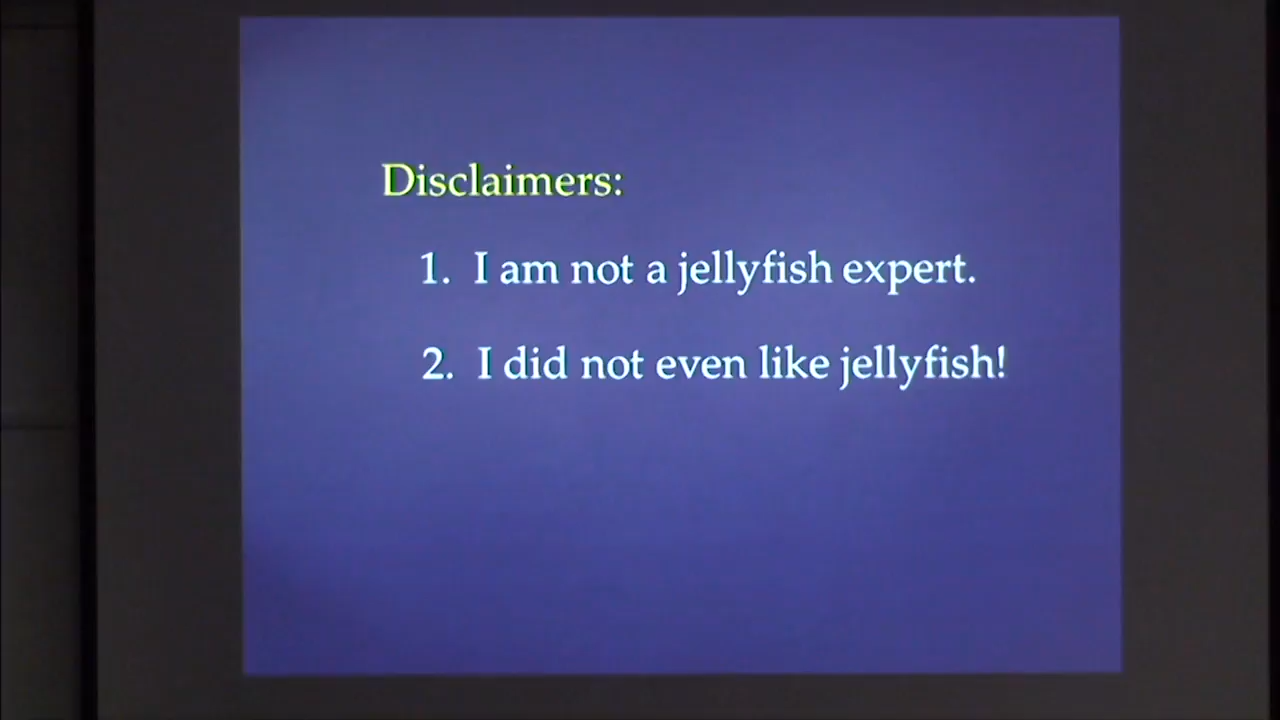 Disclaimers:
1. I am not a jellyfish expert.
2. I did not even like jellyfish!